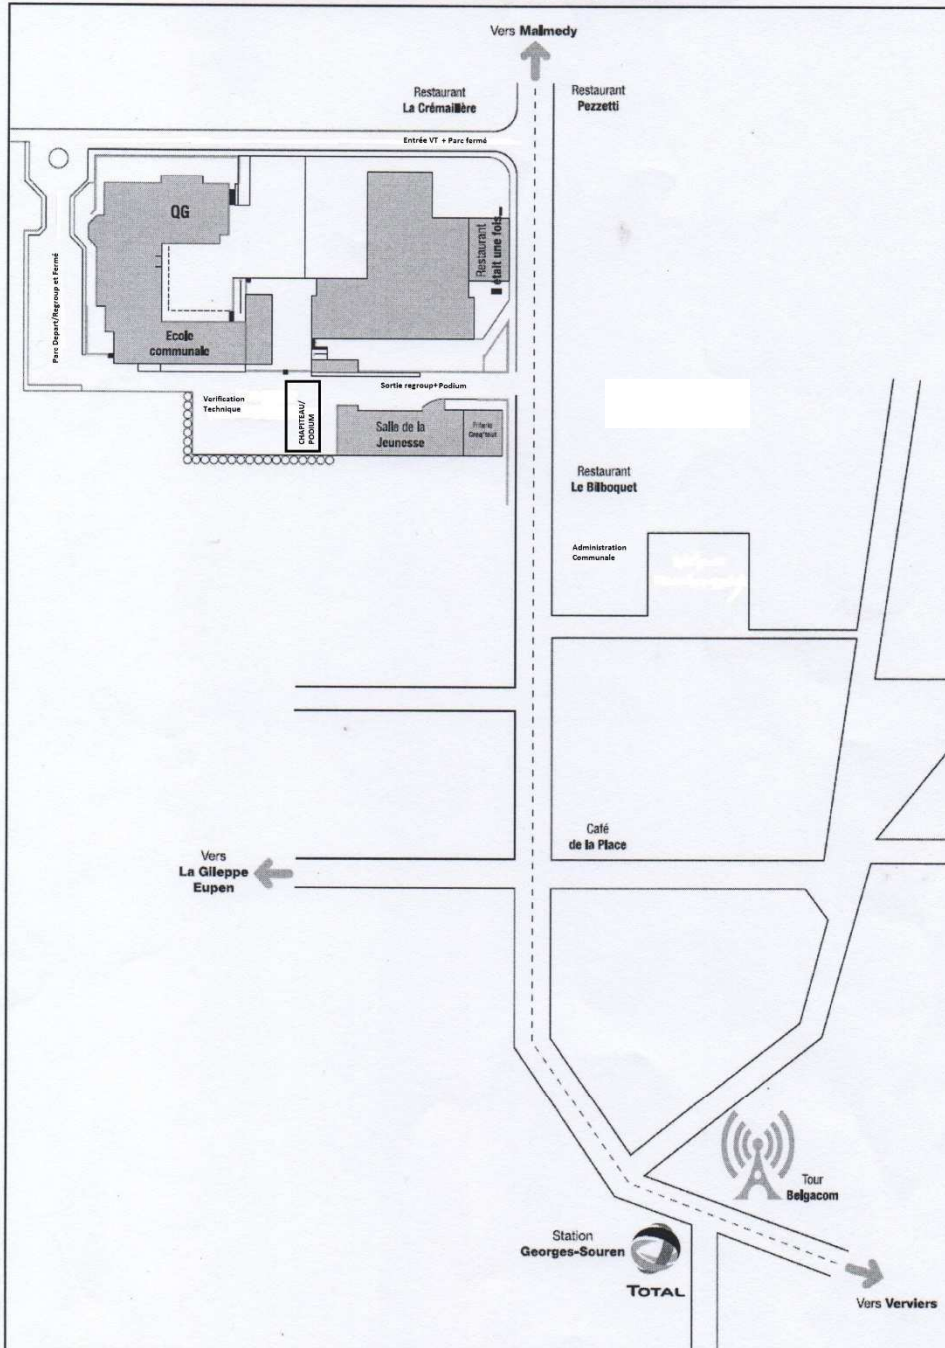 Vers Malmedy
Restaurant
La Crémaillère
Restaurant
Pezzetti
Entrée VT + Parc fermé
QG
Restaurant
était une fois
Parc Depart/Regroup et Fermé
Ecole
communale
Sortie regroup+Podium
Verification
Technique
CHAPITEAU/
PODIUM
Salle de la
Jeunesse
Restaurant
Le Bilboquet
Administration
Communale
Café
de la Place
Vers
La Gileppe
Eupen
Tour
Belgacom
Station
Georges-Souren
TOTAL
Vers Verviers